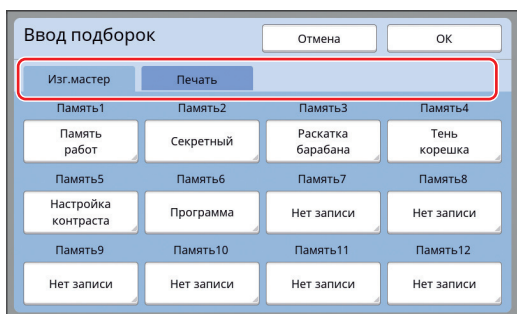 Ввод подборок
Отмена
ОК
Изг.мастер
Печать
Память1
Память2
Память3
Память4
Память
работ
Секретный
Раскатка
барабана
Тень
корешка
Память5
Память6
Память7
Память8
Настройка
контраста
Программа
Нет записи
Нет записи
Память9
Память10
Память11
Память12
Нет записи
Нет записи
Нет записи
Нет записи